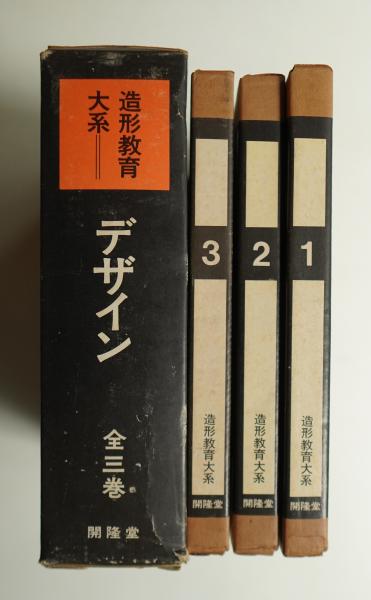 造形教育
大系
デザイン
全三巻
開隆堂
3
造形教育大系
開隆堂
2
造形教育大系
開隆堂
1
造形教育大系
開隆堂